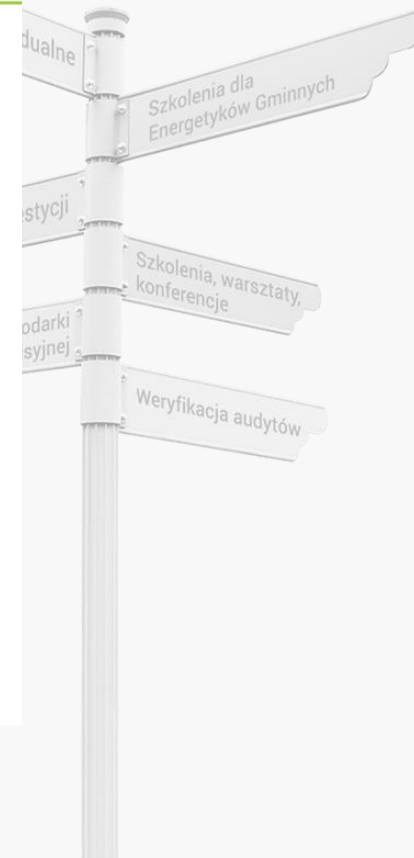 dualne
Szkolenia dla
Energetyków Gminnych
estycji
Szkolenia, warsztaty,
konferencje
odarki
syjnej
Weryfikacja audytów